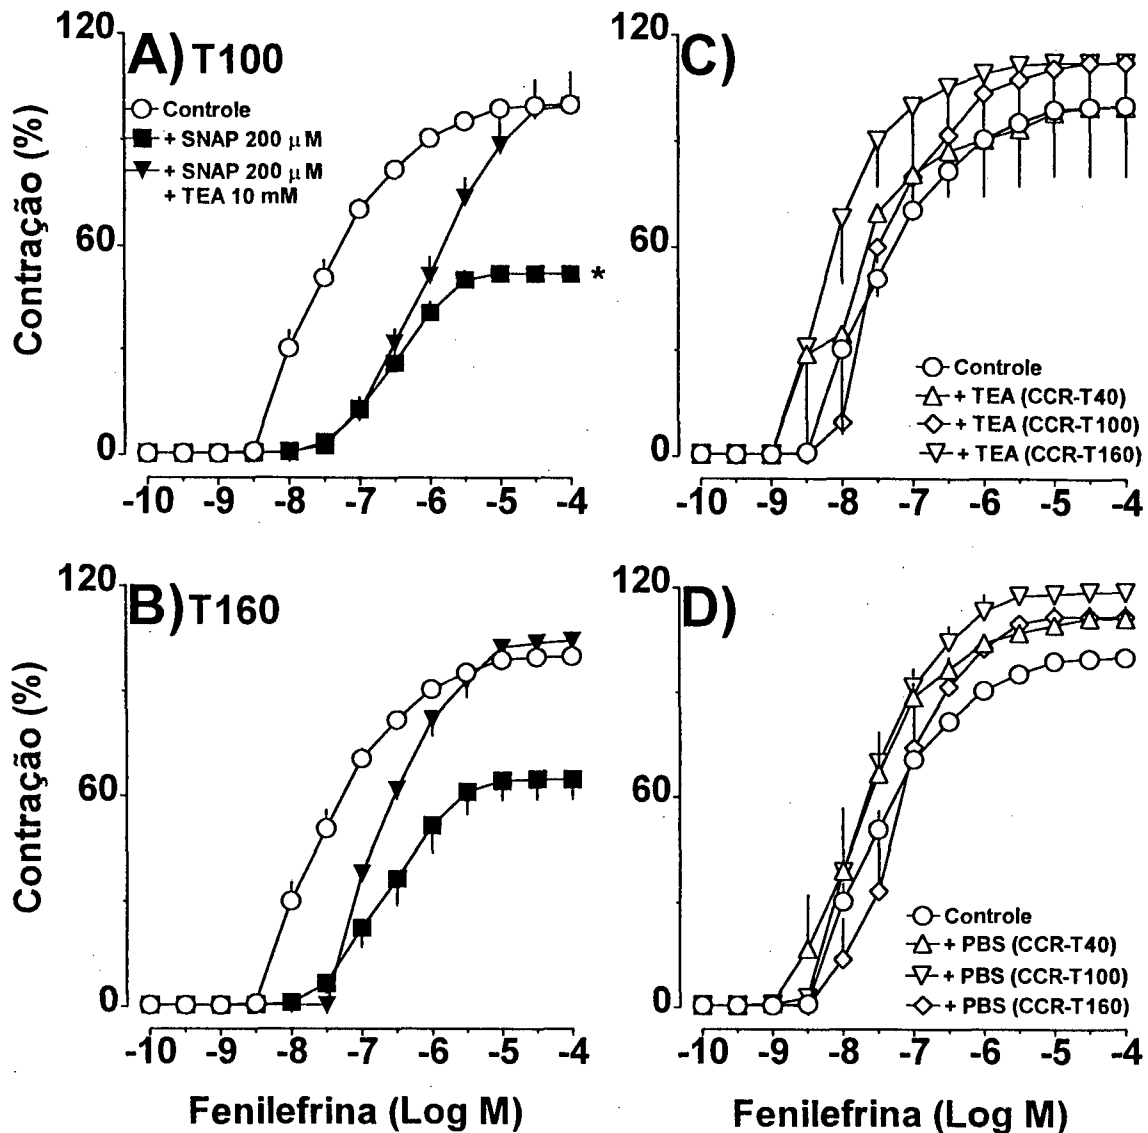 A) T100
Contração (%)
120
60
0
Controle
+ SNAP 200 µM
+ SNAP 200 µM
+ TEA 10 mM
*
-10 -9 -8 -7 -6 -5 -4
C)
120
60
0
Controle
+ TEA (CCR-T40)
+ TEA (CCR-T100)
+ TEA (CCR-T160)
-10 -9 -8 -7 -6 -5 -4
B) T160
Contração (%)
120
60
0
-10 -9 -8 -7 -6 -5 -4
Fenilefrina (Log M)
D)
120
60
0
Controle
+ PBS (CCR-T40)
+ PBS (CCR-T100)
+ PBS (CCR-T160)
-10 -9 -8 -7 -6 -5 -4
Fenilefrina (Log M)